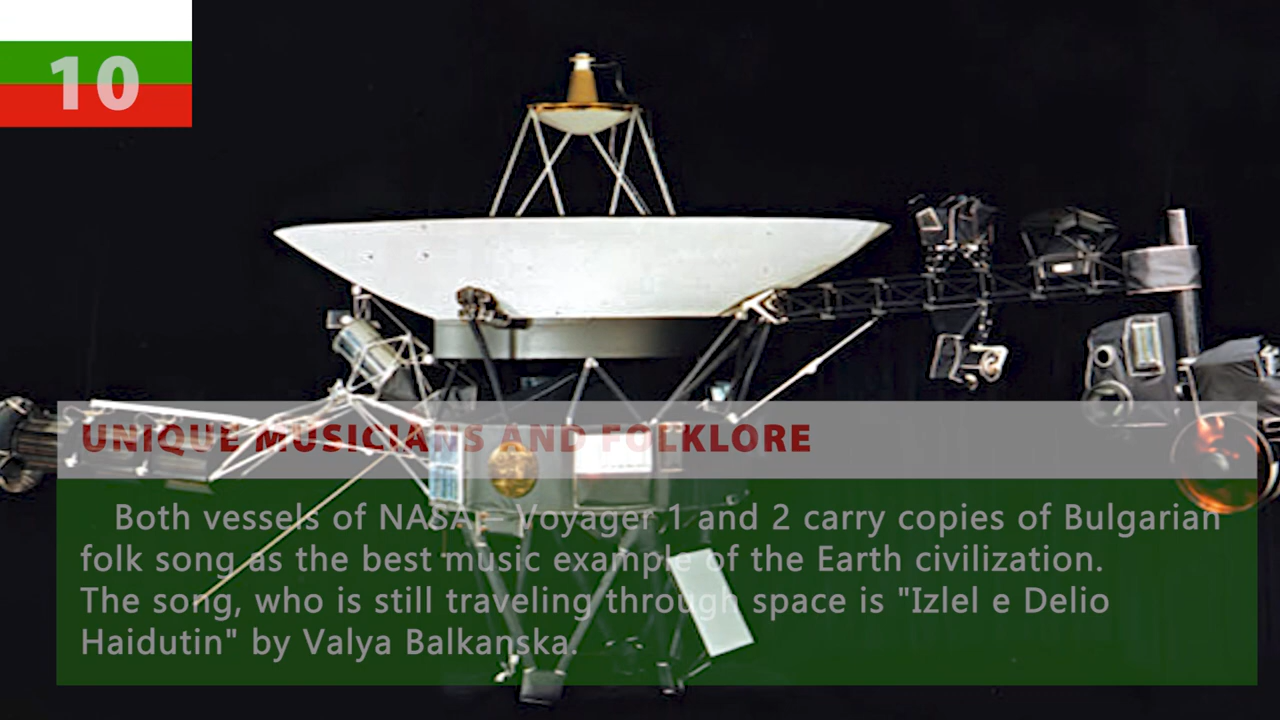 10
UNIQUE MUSICIANS AND FOLKLORE
Both vessels of NASA – Voyager 1 and 2 carry copies of Bulgarian
folk song as the best music example of the Earth civilization.
The song, who is still traveling through space is "Izlel e Delio
Haidutin" by Valya Balkanska.